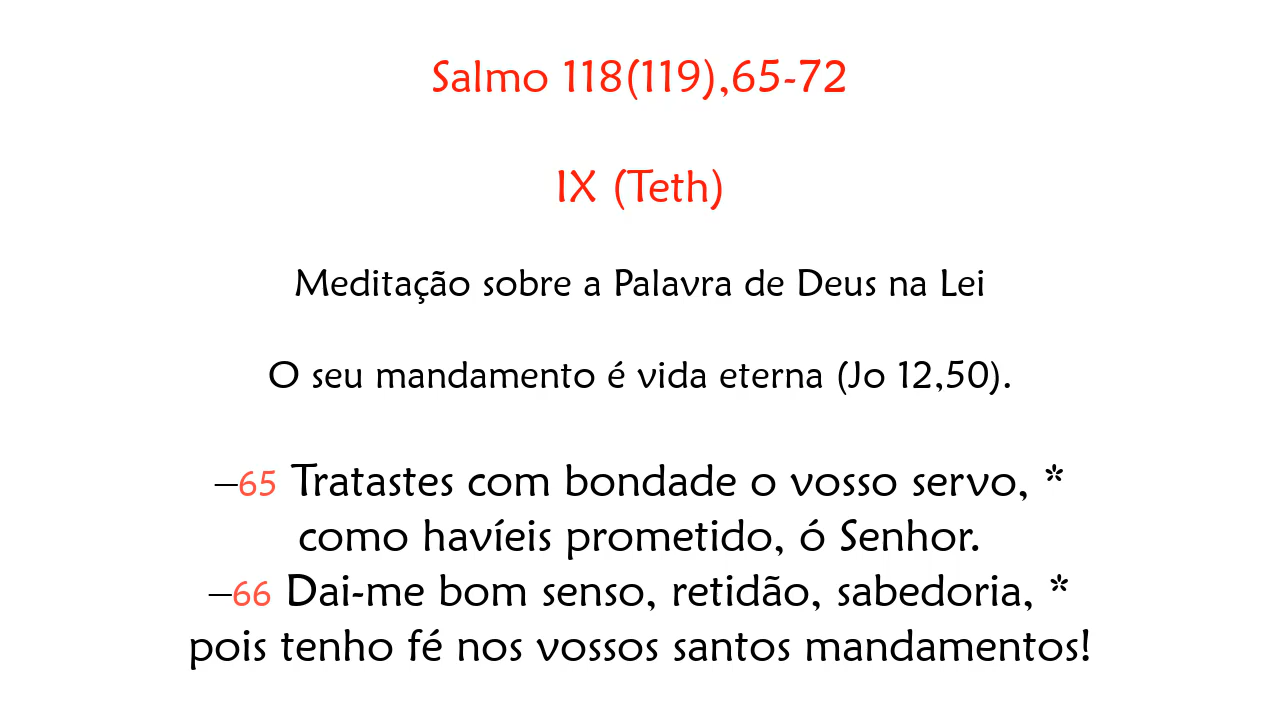 Salmo 118(119),65-72
IX (Teth)
Meditação sobre a Palavra de Deus na Lei
O seu mandamento é vida eterna (Jo 12,50).
–65 Tratastes com bondade o vosso servo, *
como havíeis prometido, ó Senhor.
–66 Dai-me bom senso, retidão, sabedoria, *
pois tenho fé nos vossos santos mandamentos!